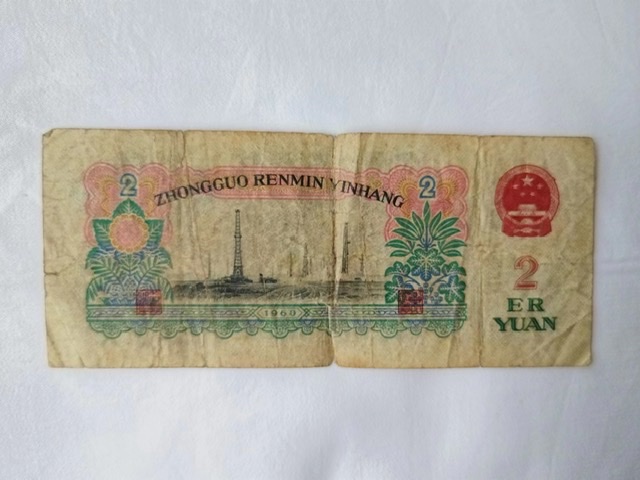 2
ZHONGGUO RENMIN YINHANG
2
1960
2
ER
YUAN